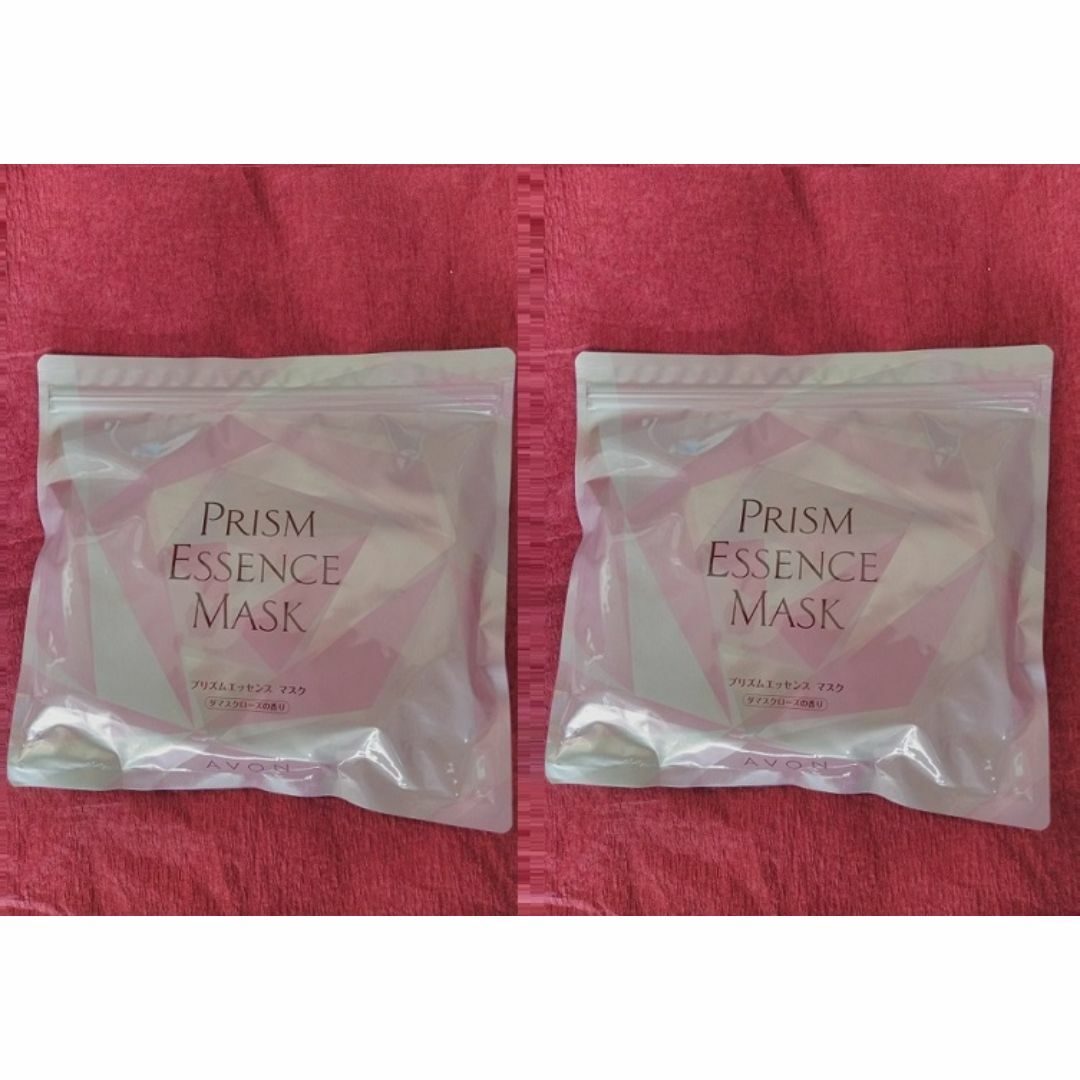 PRISM
ESSENCE
MASK
プリズムエッセンス マスク
ダマスクローズの香り
AVON
PRISM
ESSENCE
MASK
プリズムエッセンス マスク
ダマスクローズの香り
AVON